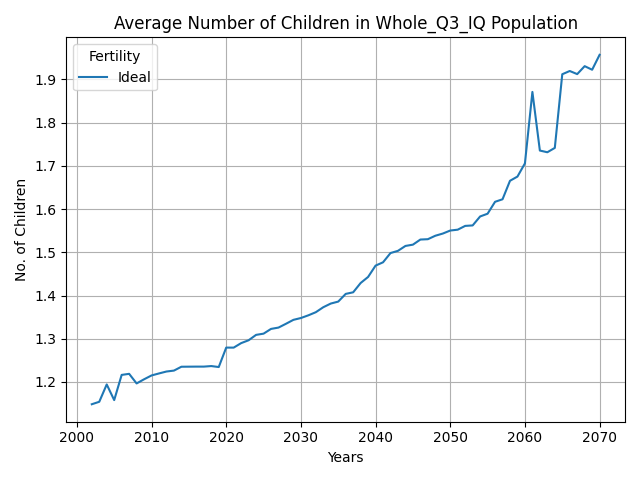 Average Number of Children in Whole_Q3_IQ Population
Fertility
Ideal
No. of Children
1.9
1.8
1.7
1.6
1.5
1.4
1.3
1.2
2000 2010 2020 2030 2040 2050 2060 2070
Years